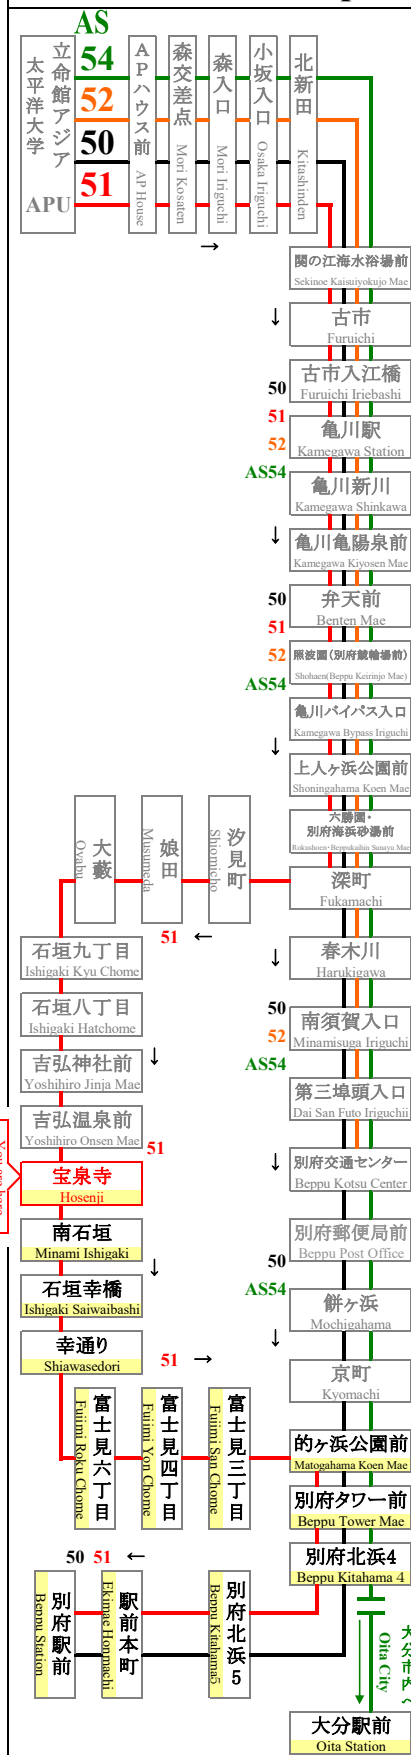 AS
54
52
50
51
立命館アジア
太平洋大学
APU
APハウス前
AP House
森交差点
Mori Kosaten
森入口
Mori Iriguchi
小坂入口
Osaka Iriguchi
北新田
Kitashinden
→
関の江海水浴場前
Sekinoe Kaisuiyokujo Mae
↓
古市
Furuichi
古市入江橋
Furuichi Iriebashi
50
51
52
AS54
亀川駅
Kamegawa Station
亀川新川
Kamegawa Shinkawa
↓
亀川亀陽泉前
Kamegawa Kiyosen Mae
50
51
52
AS54
弁天前
Benten Mae
照波園(別府競輪場前)
Shohaen(Beppu Keirinjo Mae)
亀川バイパス入口
Kamegawa Bypass Iriguchi
↓
上人ヶ浜公園前
Shoningahama Koen Mae
六勝園・
別府海浜砂湯前
Rokushoen・Beppukaihin Sunayu Mae
深町
Fukamachi
汐見町
Shiomicho
娘田
Musumeda
大藪
Oyabu
51 ←
石垣九丁目
Ishigaki Kyu Chome
石垣八丁目
Ishigaki Hatchome
吉弘神社前
Yoshihiro Jinja Mae
↓
吉弘温泉前
Yoshihiro Onsen Mae
51
You are here
宝泉寺
Hosenji
南石垣
Minami Ishigaki
↓
石垣幸橋
Ishigaki Saiwaibashi
幸通り
Shiawasedori
51 →
富士見六丁目
Fujimi Roku Chome
富士見四丁目
Fujimi Yon Chome
富士見三丁目
Fujimi San Chome
↓
春木川
Harukigawa
50
52
AS54
南須賀入口
Minamisuga Iriguchi
第三埠頭入口
Dai San Futo Iriguchii
↓
別府交通センター
Beppu Kotsu Center
別府郵便局前
Beppu Post Office
50
AS54
餅ヶ浜
Mochigahama
↓
京町
Kyomachi
的ヶ浜公園前
Matogahama Koen Mae
別府タワー前
Beppu Tower Mae
別府北浜4
Beppu Kitahama 4
50 51 ←
別府北浜5
Beppu Kitahama5
駅前本町
Ekimae Honmachi
別府駅前
Beppu Station
大分市内へ
Oita City
大分駅前
Oita Station